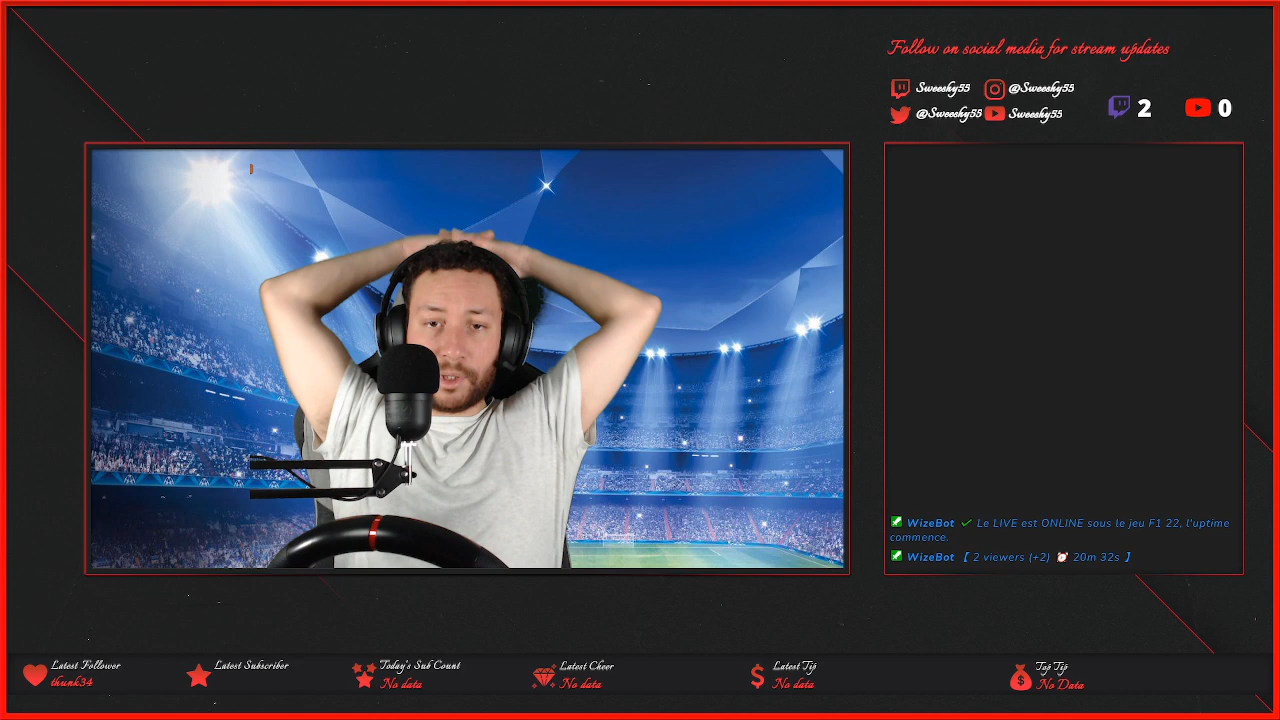 Follow on social media for stream updates
Sweeshy55 @Sweeshy55
@Sweeshy55 Sweeshy55
2 0
WizeBot Le LIVE est ONLINE sous le jeu F1 22, l'uptime
commence.
WizeBot [ 2 viewers (+2) 20m 32s ]
Latest Follower
thunk34
Latest Subscriber
Today's Sub Count
No data
Latest Cheer
No data
Latest Tip
No data
Top Tip
No Data